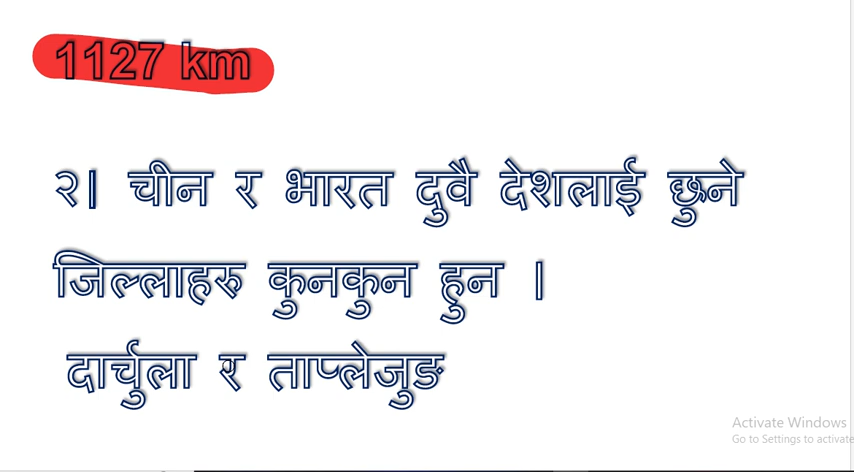 1127 km
२। चीन र भारत दुवै देशलाई छुने
जिल्लाहरु कुनकुन हुन ।
दार्चुला र ताप्लेजुङ
Activate Windows
Go to Settings to activate